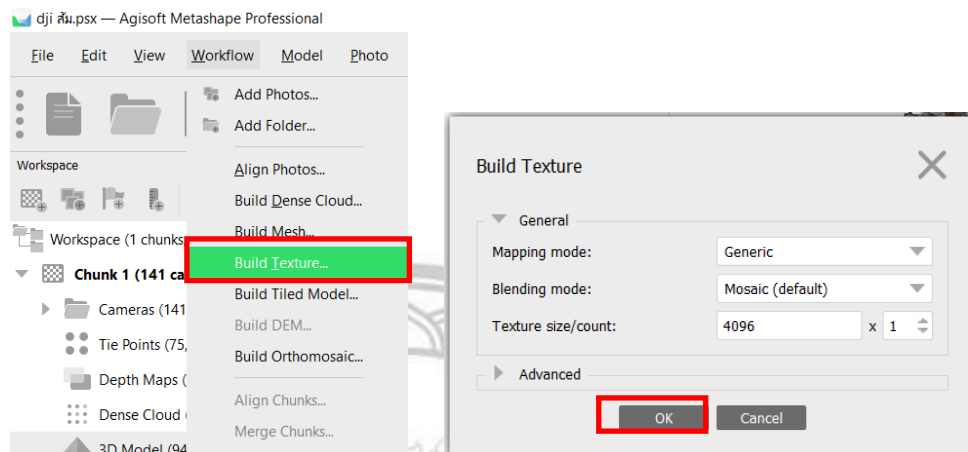 dji ส้ม.psx — Agisoft Metashape Professional
File Edit View Workflow Model Photo
Add Photos...
Add Folder...
Workspace
Align Photos...
Build Dense Cloud...
Workspace (1 chunks
Build Mesh...
Build Texture...
Chunk 1 (141 ca
Build Tiled Model...
Cameras (141
Build DEM...
Tie Points (75,
Build Orthomosaic...
Depth Maps (
Align Chunks...
Dense Cloud
Merge Chunks...
3D Model (94
Build Texture
General
Mapping mode: Generic
Blending mode: Mosaic (default)
Texture size/count: 4096 x 1
Advanced
OK Cancel